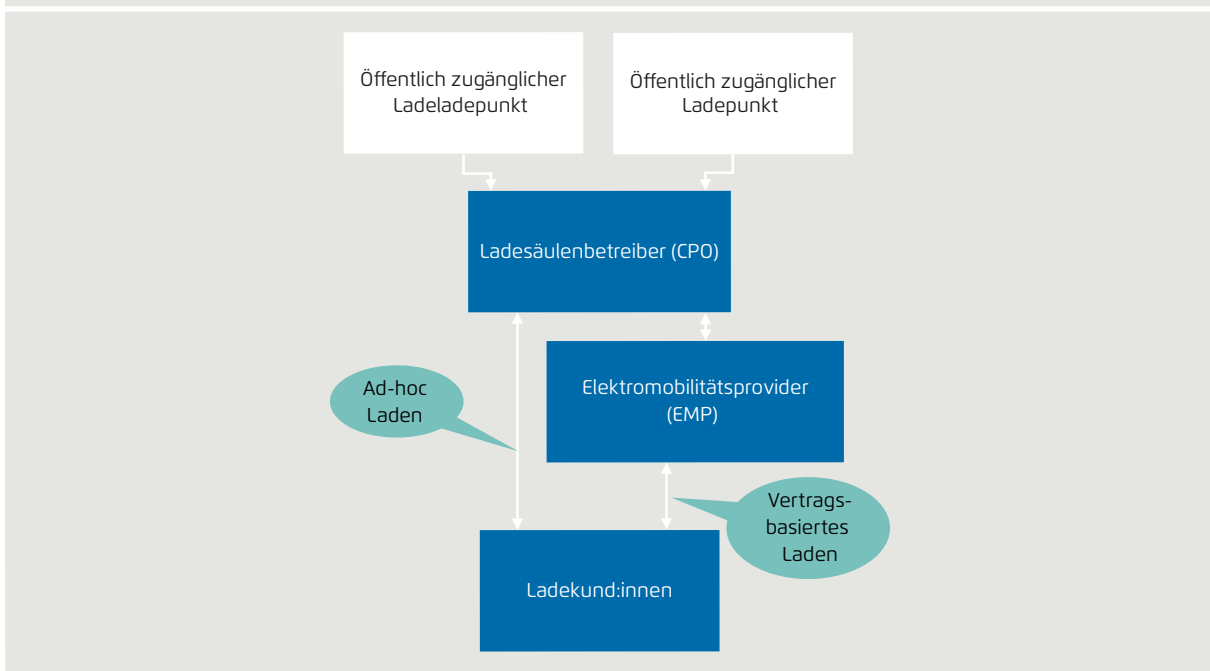 Öffentlich zugänglicher
Ladeladepunkt
Öffentlich zugänglicher
Ladepunkt
Ladesäulenbetreiber (CPO)
Elektromobilitätsprovider
(EMP)
Ad-hoc
Laden
Vertrags-
basiertes
Laden
Ladekund:innen